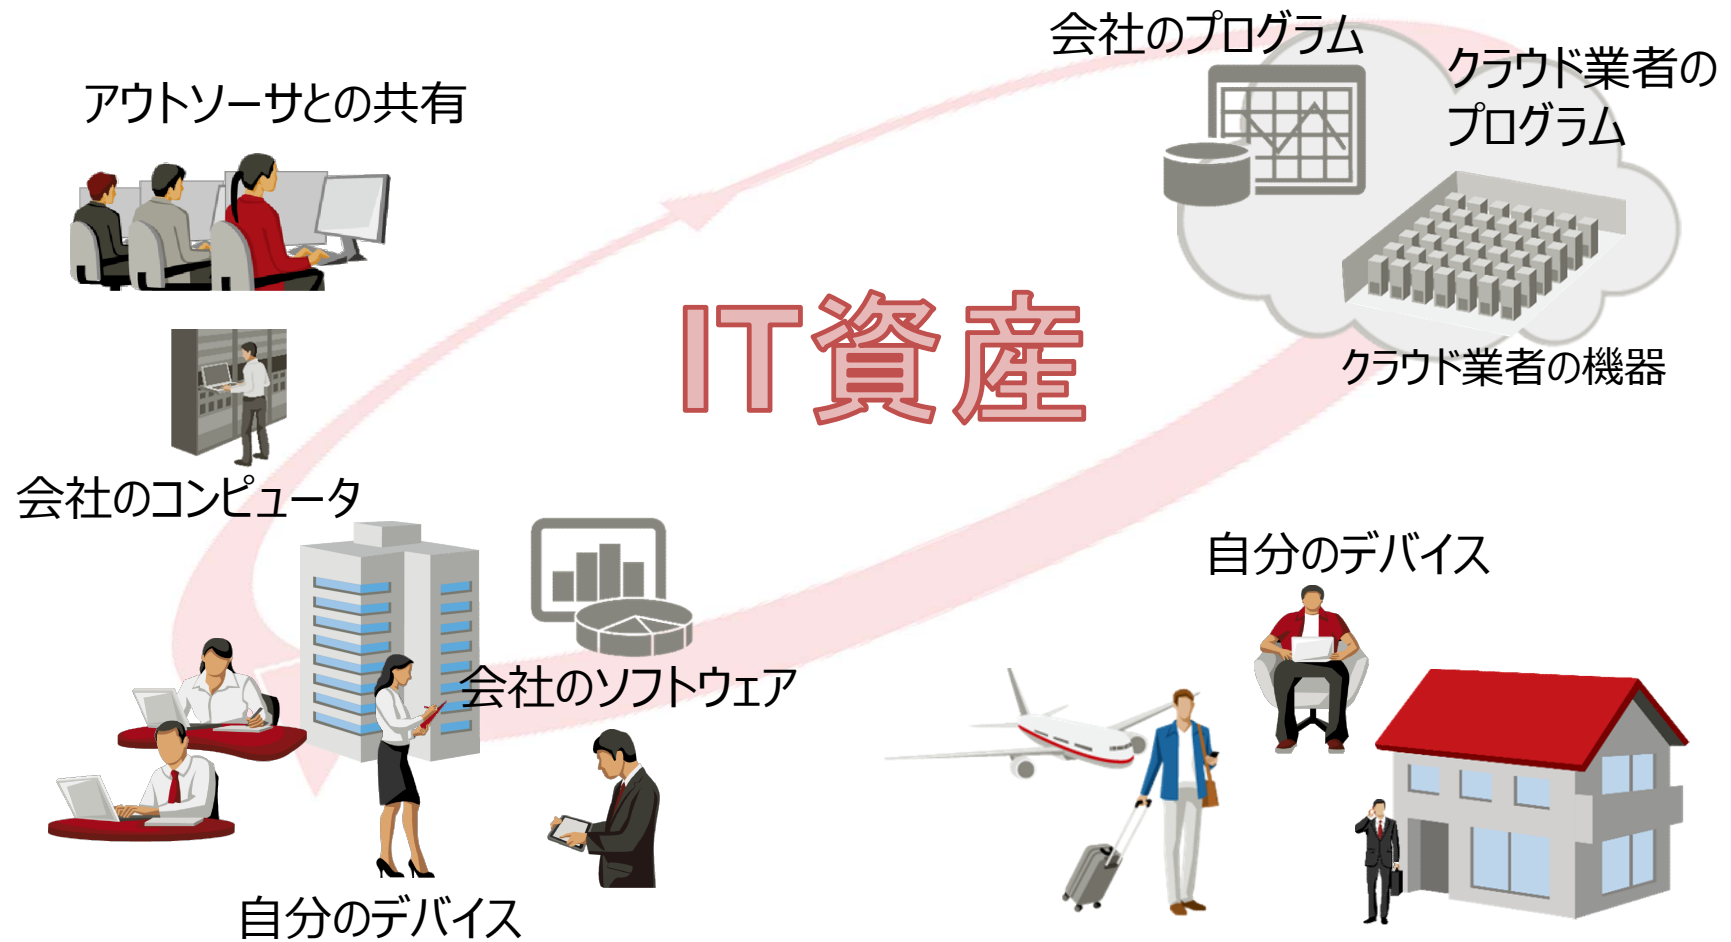 会社のプログラム
クラウド業者の
プログラム
アウトソーサとの共有
IT資産
クラウド業者の機器
会社のコンピュータ
自分のデバイス
会社のソフトウェア
自分のデバイス